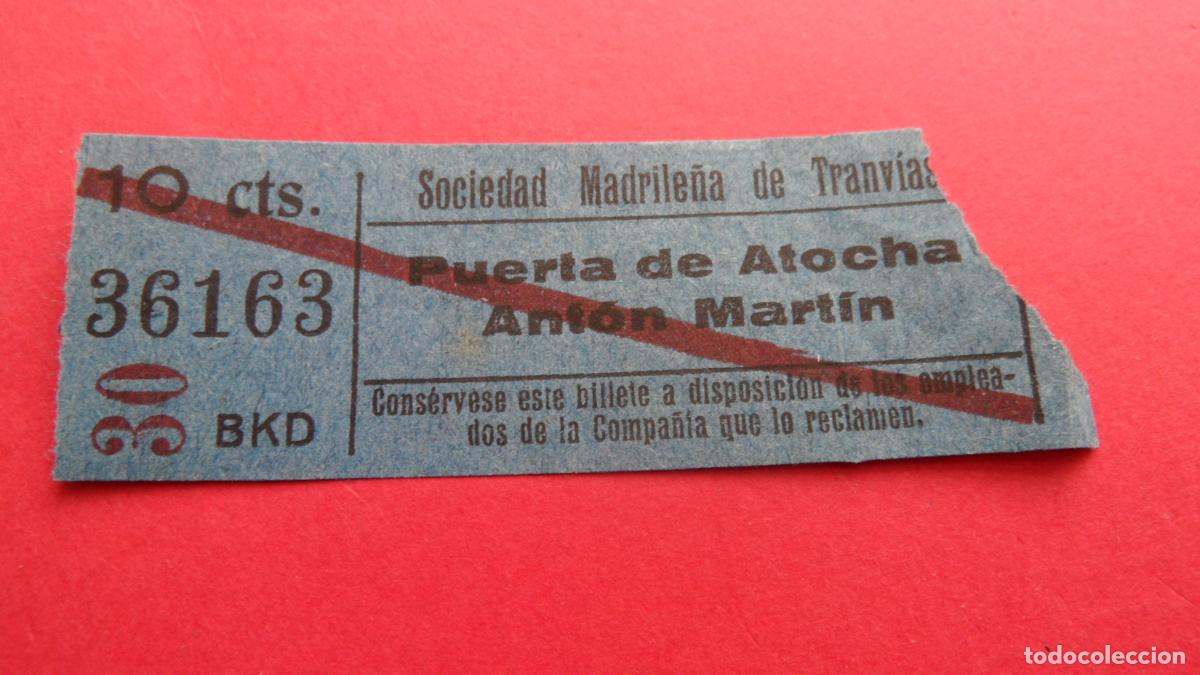 10 cts.
36163
30
BKD
Sociedad Madrileña de Tranvías
Puerta de Atocha
Antón Martín
Consérvese este billete a disposición de los emplea-
dos de la Compañía que lo reclamen.
todocoleccion